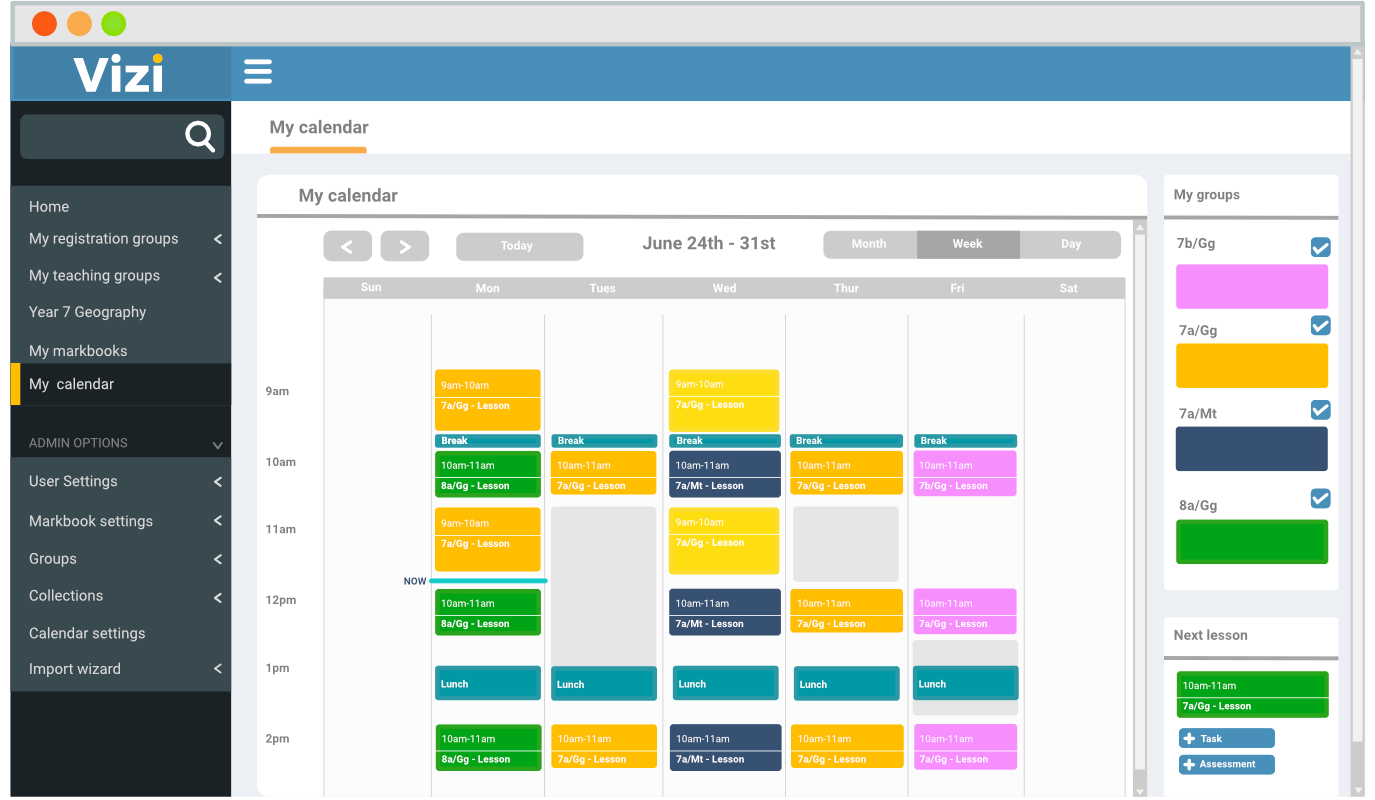 Vizi
Home
My registration groups
My teaching groups
Year 7 Geography
My markbooks
My calendar
ADMIN OPTIONS
User Settings
Markbook settings
Groups
Collections
Calendar settings
Import wizard
My calendar
My calendar
Today
June 24th - 31st
Month
Week
Day
Sun
Mon
Tues
Wed
Thur
Fri
Sat
9am
9am-10am
7a/Gg - Lesson
9am-10am
7a/Gg - Lesson
Break
Break
Break
Break
Break
10am
10am-11am
8a/Gg - Lesson
10am-11am
7a/Gg - Lesson
10am-11am
7a/Mt - Lesson
10am-11am
7a/Gg - Lesson
10am-11am
7b/Gg - Lesson
11am
9am-10am
7a/Gg - Lesson
9am-10am
7a/Gg - Lesson
NOW
12pm
10am-11am
8a/Gg - Lesson
10am-11am
7a/Mt - Lesson
10am-11am
7a/Gg - Lesson
10am-11am
7a/Gg - Lesson
1pm
Lunch
Lunch
Lunch
Lunch
Lunch
2pm
10am-11am
8a/Gg - Lesson
10am-11am
7a/Gg - Lesson
10am-11am
7a/Mt - Lesson
10am-11am
7a/Gg - Lesson
10am-11am
7a/Gg - Lesson
My groups
7b/Gg
7a/Gg
7a/Mt
8a/Gg
Next lesson
10am-11am
7a/Gg - Lesson
Task
Assessment